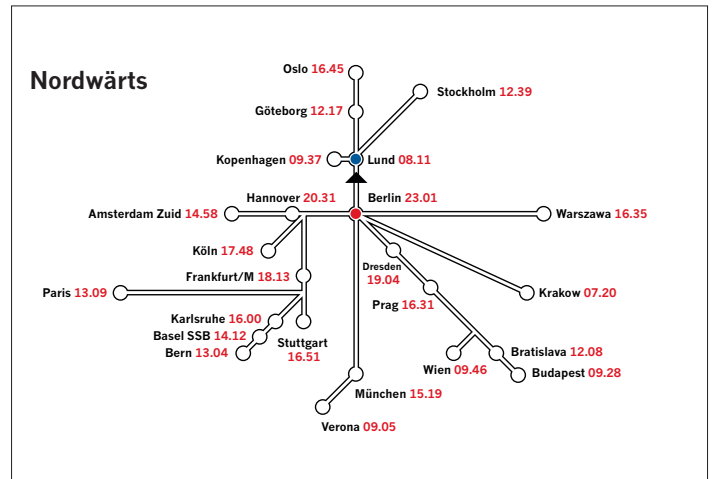 Nordwärts
Oslo 16.45
Stockholm 12.39
Göteborg 12.17
Kopenhagen 09.37
Lund 08.11
Hannover 20.31
Berlin 23.01
Amsterdam Zuid 14.58
Warszawa 16.35
Köln 17.48
Dresden
19.04
Frankfurt/M 18.13
Paris 13.09
Krakow 07.20
Prag 16.31
Karlsruhe 16.00
Basel SSB 14.12
Bern 13.04
Stuttgart
16.51
Bratislava 12.08
Wien 09.46
Budapest 09.28
München 15.19
Verona 09.05